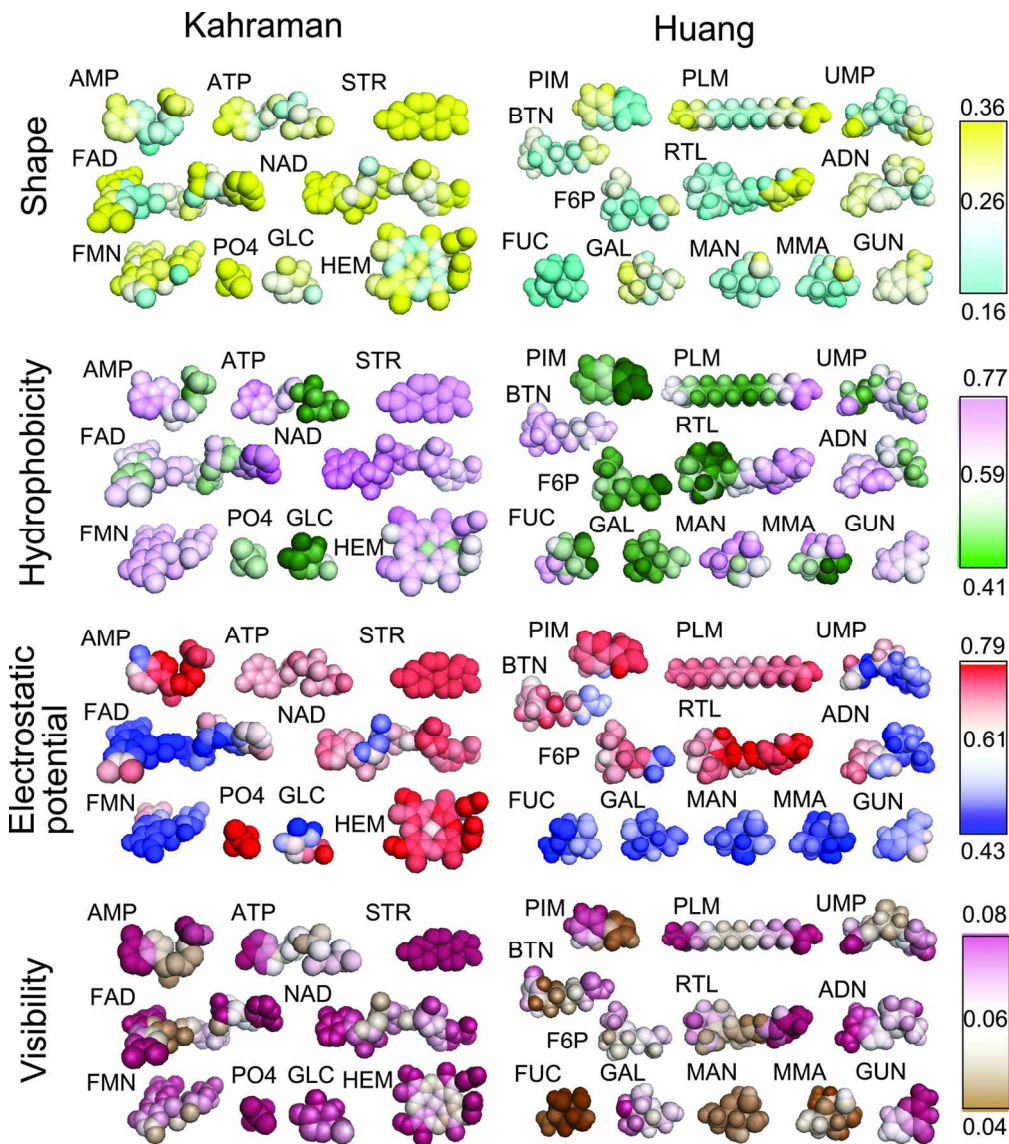 Kahraman Huang
Shape
AMP ATP STR
FAD NAD
FMN PO4 GLC HEM
PIM PLM UMP
BTN RTL ADN
F6P
FUC GAL MAN MMA GUN
0.36
0.26
0.16
Hydrophobicity
AMP ATP STR
FAD NAD
FMN PO4 GLC HEM
PIM PLM UMP
BTN RTL ADN
F6P
FUC GAL MAN MMA GUN
0.77
0.59
0.41
Electrostatic
potential
AMP ATP STR
FAD NAD
FMN PO4 GLC HEM
PIM PLM UMP
BTN RTL ADN
F6P
FUC GAL MAN MMA GUN
0.79
0.61
0.43
Visibility
AMP ATP STR
FAD NAD
FMN PO4 GLC HEM
PIM PLM UMP
BTN RTL ADN
F6P
FUC GAL MAN MMA GUN
0.08
0.06
0.04